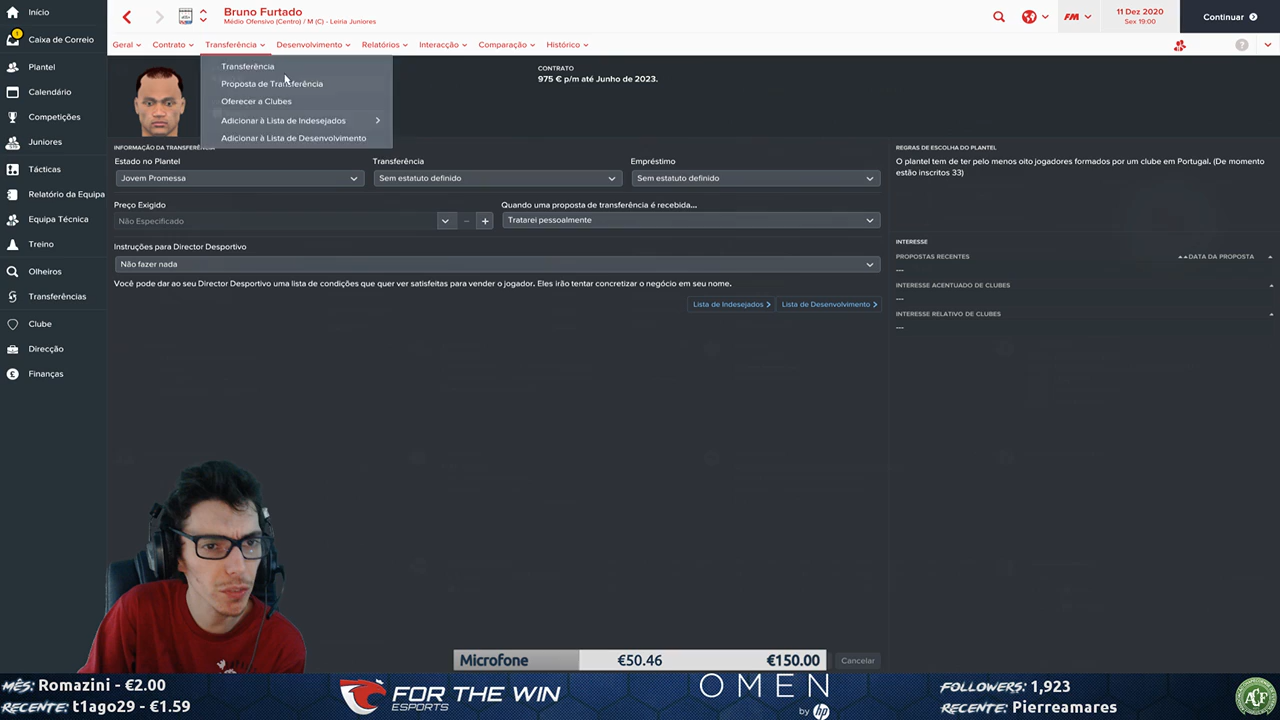 Bruno Furtado
Médio Ofensivo (Centro) / M (C) - Leiria Juniores
FM
11 Dez 2020
Sex 19:00
Continuar
Início
1
Caixa de Correio
Plantel
Calendário
Competições
Juniores
Tácticas
Relatório da Equipa
Equipa Técnica
Treino
Olheiros
Transferências
Clube
Direcção
Finanças
Geral
Contrato
Transferência
Desenvolvimento
Relatórios
Interacção
Comparação
Histórico
?
Transferência
Proposta de Transferência
Oferecer a Clubes
Adicionar à Lista de Indesejados
Adicionar à Lista de Desenvolvimento
CONTRATO
975 € p/m até Junho de 2023.
INFORMAÇÃO DA TRANSFERÊNCIA
Estado no Plantel
Jovem Promessa
Transferência
Sem estatuto definido
Empréstimo
Sem estatuto definido
Preço Exigido
Não Especificado
Quando uma proposta de transferência é recebida...
Tratarei pessoalmente
Instruções para Director Desportivo
Não fazer nada
Você pode dar ao seu Director Desportivo uma lista de condições que quer ver satisfeitas para vender o jogador. Eles irão tentar concretizar o negócio em seu nome.
Lista de Indesejados
Lista de Desenvolvimento
REGRAS DE ESCOLHA DO PLANTEL
O plantel tem de ter pelo menos oito jogadores formados por um clube em Portugal. (De momento
estão inscritos 33)
INTERESSE
PROPOSTAS RECENTES
DATA DA PROPOSTA
---
INTERESSE ACENTUADO DE CLUBES
---
INTERESSE RELATIVO DE CLUBES
---
Cancelar
Microfone
€50.46
€150.00
MÊS: Romazini - €2.00
RECENTE: t1ago29 - €1.59
FOR THE WIN
ESPORTS
OMEN
by hp
FOLLOWERS: 1,923
RECENTE: Pierreamares